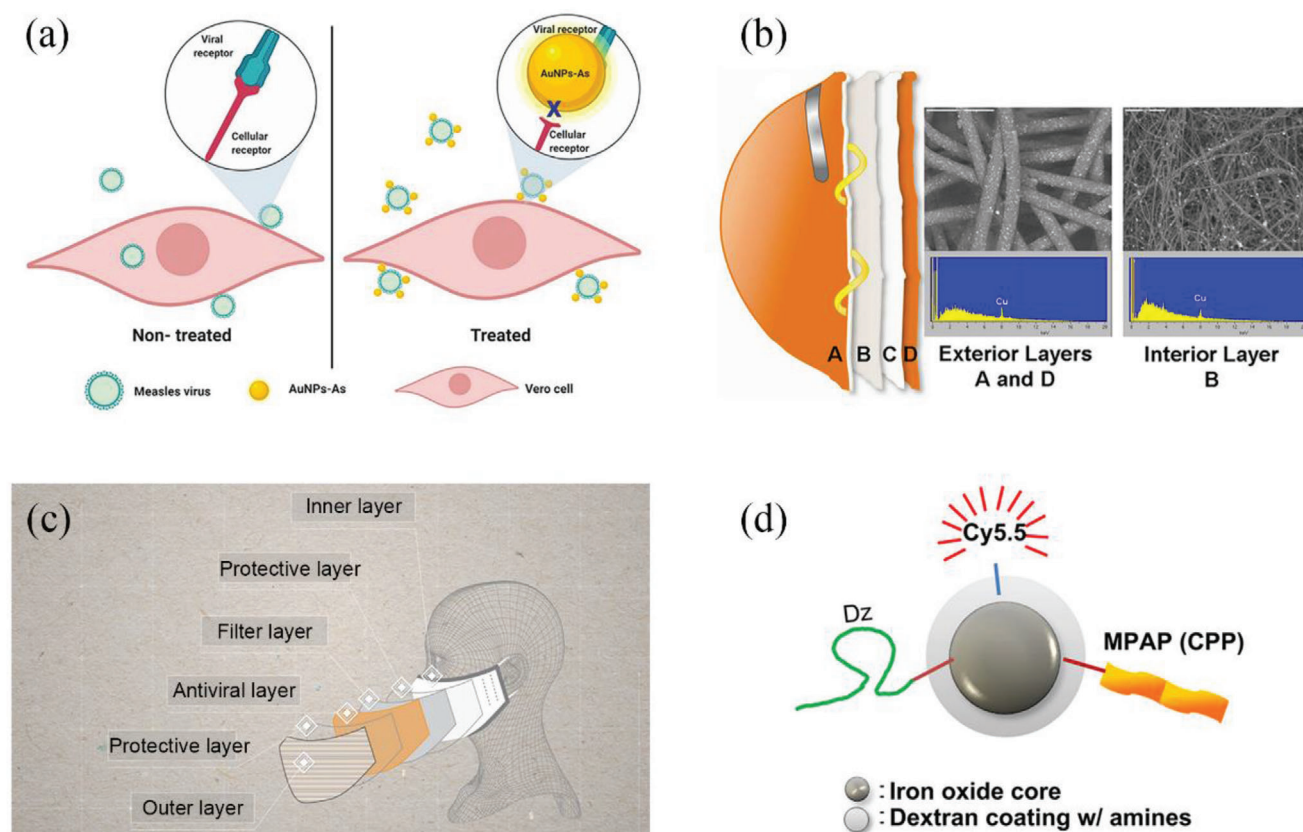 (a)
Viral
receptor
Cellular
receptor
Viral receptor
AuNPs-As
X
Cellular
receptor
Non- treated
Treated
Measles virus
AuNPs-As
Vero cell
(b)
A B C D
Cu
Cu
Exterior Layers
A and D
Interior Layer
B
(c)
Inner layer
Protective layer
Filter layer
Antiviral layer
Protective layer
Outer layer
(d)
Cy5.5
Dz
MPAP (CPP)
: Iron oxide core
: Dextran coating w/ amines